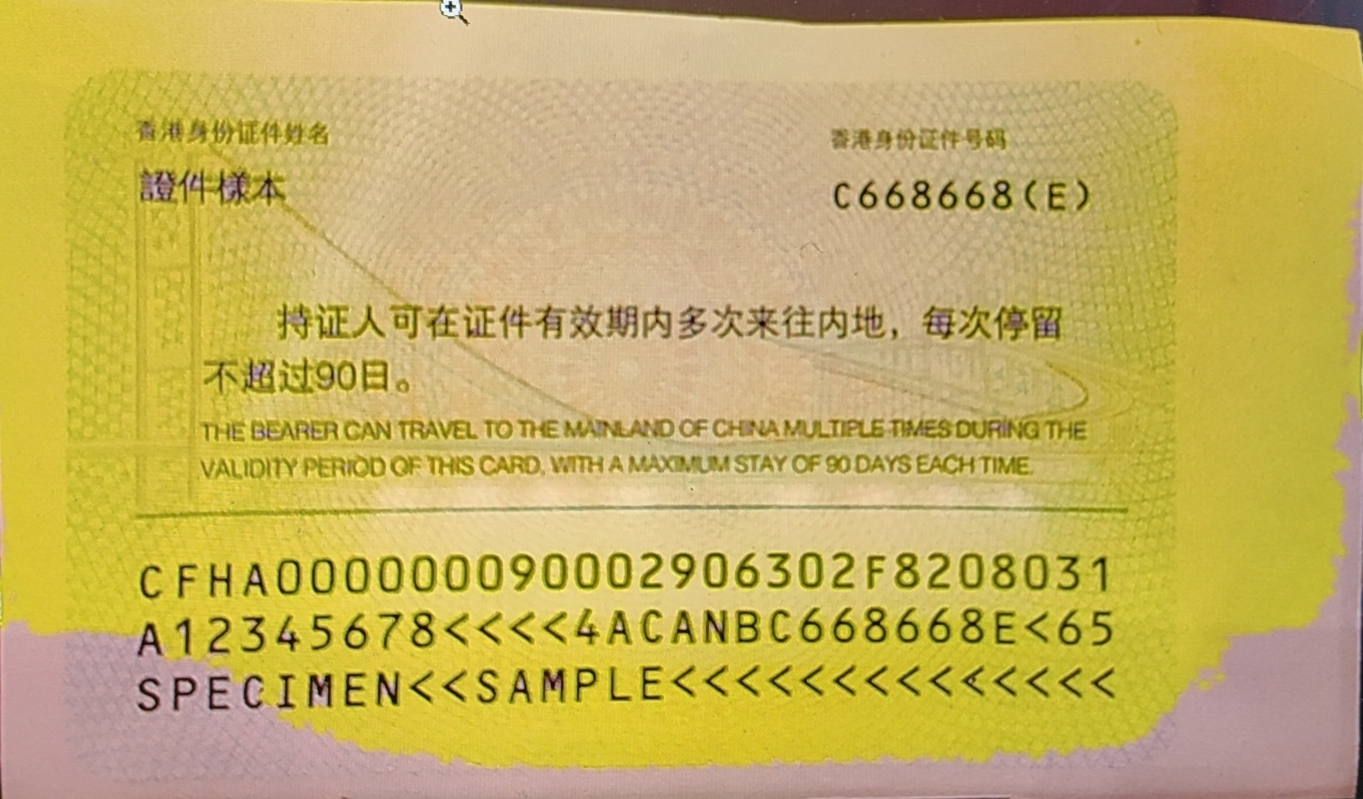 香港身份证件姓名
香港身份证件号码
證件樣本
C668668(E)
持证人可在证件有效期内多次来往内地，每次停留
不超过90日。
THE BEARER CAN TRAVEL TO THE MAINLAND OF CHINA MULTIPLE TIMES DURING THE
VALIDITY PERIOD OF THIS CARD, WITH A MAXIMUM STAY OF 90 DAYS EACH TIME.
CFHA000000090002906302F8208031
A12345678<<<<4ACANBC668668E<65
SPECIMEN<<SAMPLE<<<<<<<<<<<<<<